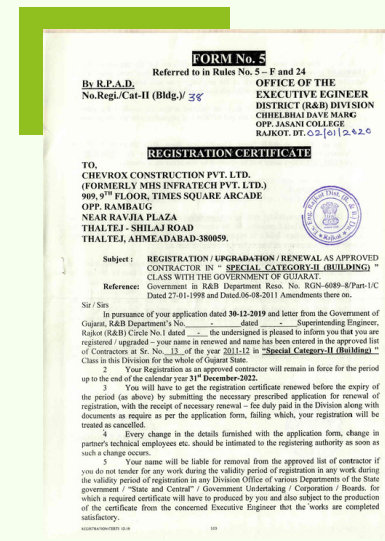 FORM No. 5
Referred to in Rules No. 5 – F and 24
By R.P.A.D.
No.Regi./Cat-II (Bldg.)/ 38
OFFICE OF THE
EXECUTIVE EGINEER
DISTRICT (R&B) DIVISION
CHHELBHAI DAVE MARG
OPP. JASANI COLLEGE
RAJKOT. DT. 02/01/2020
REGISTRATION CERTIFICATE
TO,
CHEVROX CONSTRUCTION PVT. LTD.
(FORMERLY MHS INFRATECH PVT. LTD.)
909, 9TH FLOOR, TIMES SQUARE ARCADE
OPP. RAMBAUG
NEAR RAVJIA PLAZA
THALTEJ - SHILAJ ROAD
THALTEJ, AHMEADABAD-380059.
Subject : REGISTRATION / UPGRADATION / RENEWAL AS APPROVED
CONTRACTOR IN “ SPECIAL CATEGORY-II (BUILDING) ”
CLASS WITH THE GOVERNMENT OF GUJARAT.
Reference: Government in R&B Department Reso. No. RGN-6089-8/Part-1/C
Dated 27-01-1998 and Dated.06-08-2011 Amendments there on.
Sir / Sirs
In pursuance of your application dated 30-12-2019 and letter from the Government of
Gujarat, R&B Department's No. - dated - Superintending Engineer,
Rajkot (R&B) Circle No.1 dated - the undersigned is pleased to inform you that you are
registered / upgraded – your name in renewed and name has been entered in the approved list
of Contractors at Sr. No. 13 of the year 2011-12 in “Special Category-II (Building) ”
Class in this Division for the whole of Gujarat State.
2 Your Registration as an approved contractor will remain in force for the period
up to the end of the calendar year 31st December-2022.
3 You will have to get the registration certificate renewed before the expiry of
the period (as above) by submitting the necessary prescribed application for renewal of
registration, with the receipt of necessary renewal – fee duly paid in the Division along with
documents as require as per the application form, failing which, your registration will be
treated as cancelled.
4 Every change in the details furnished with the application form, change in
partner's technical employees etc. should be intimated to the registering authority as soon as
such a change occurs.
5 Your name will be liable for removal from the approved list of contractor if
you do not tender for any work during the validity period of registration in any work during
the validity period of registration in any Division Office of various Departments of the State
government / “State and Central” / Government Undertaking / Corporation / Boards. for
which a required certificate will have to produced by you and also subject to the production
of the certificate from the concerned Executive Engineer that the works are completed
satisfactory.
103